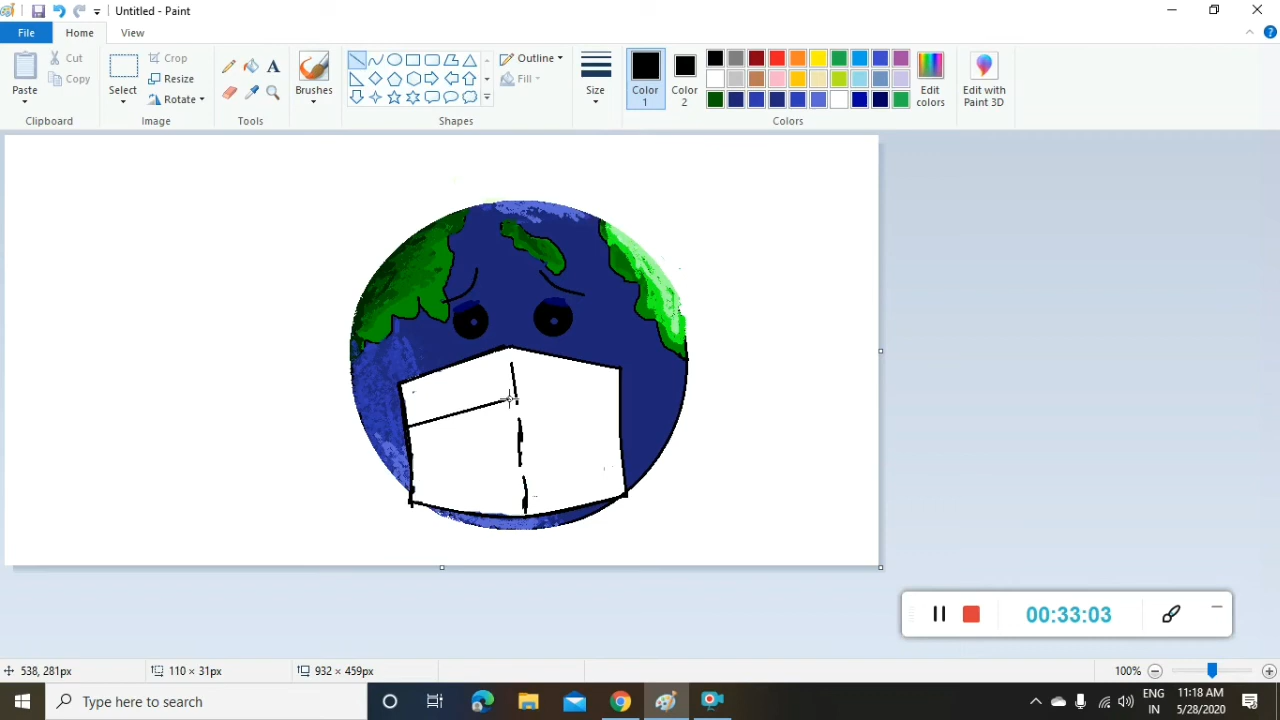 Untitled - Paint
File Home View
Paste
Cut
Copy
Clipboard
Select
Crop
Resize
Rotate
Image
A
Tools
Brushes
Shapes
Outline
Fill
Size
Color 1
Color 2
Colors
Edit colors
Edit with Paint 3D
00:33:03
538, 281px
110 × 31px
932 × 459px
100%
Type here to search
ENG
IN
11:18 AM
5/28/2020